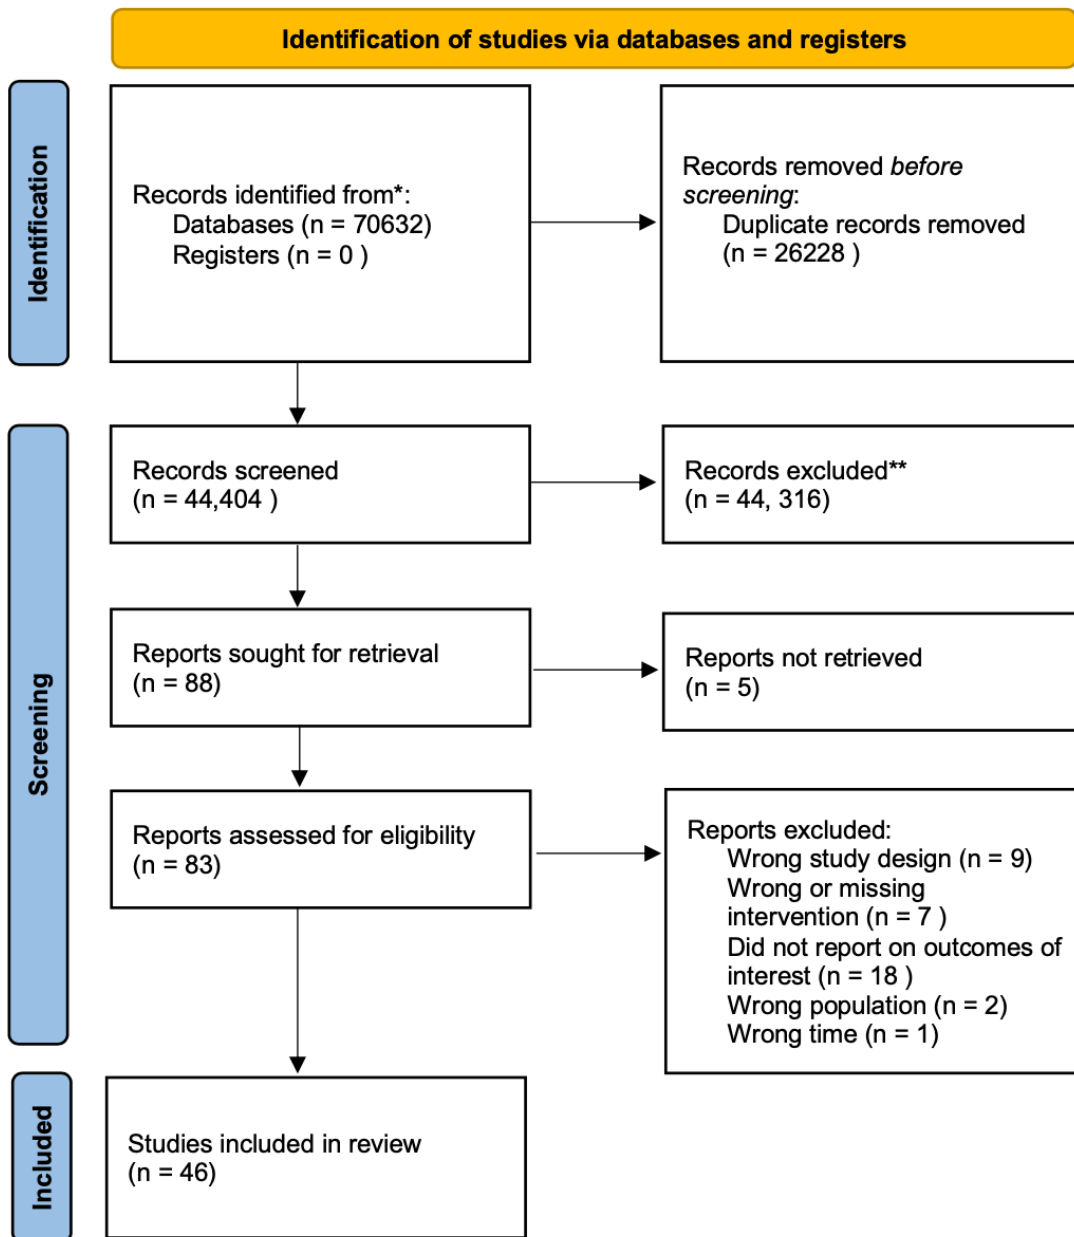 Identification of studies via databases and registers
Identification
Records identified from*:
Databases (n = 70632)
Registers (n = 0 )
Records removed before
screening:
Duplicate records removed
(n = 26228 )
Screening
Records screened
(n = 44,404 )
Records excluded**
(n = 44, 316)
Reports sought for retrieval
(n = 88)
Reports not retrieved
(n = 5)
Reports assessed for eligibility
(n = 83)
Reports excluded:
Wrong study design (n = 9)
Wrong or missing
intervention (n = 7 )
Did not report on outcomes of
interest (n = 18 )
Wrong population (n = 2)
Wrong time (n = 1)
Included
Studies included in review
(n = 46)